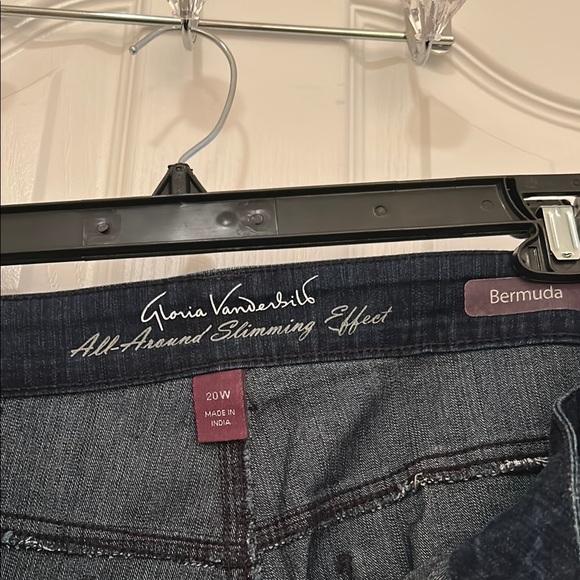 Gloria Vanderbilt
All-Around Slimming Effect
Bermuda
20W
MADE IN
INDIA